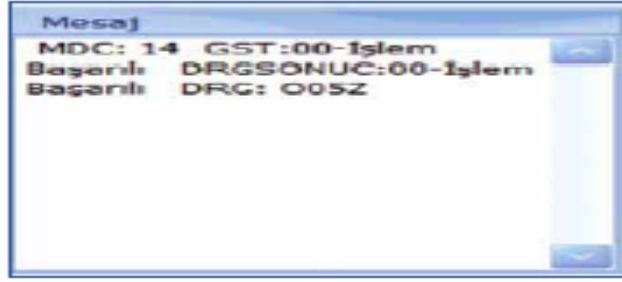 Mesaj
MDC: 14 GST:00-İşlem
Başarılı DRGSONUC:00-İşlem
Başarılı DRG: O05Z